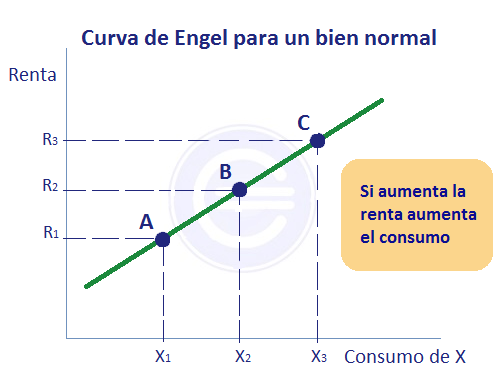 Curva de Engel para un bien normal
Renta
R3
C
R2
B
Si aumenta la
renta aumenta
el consumo
R1
A
X1
X2
X3
Consumo de X